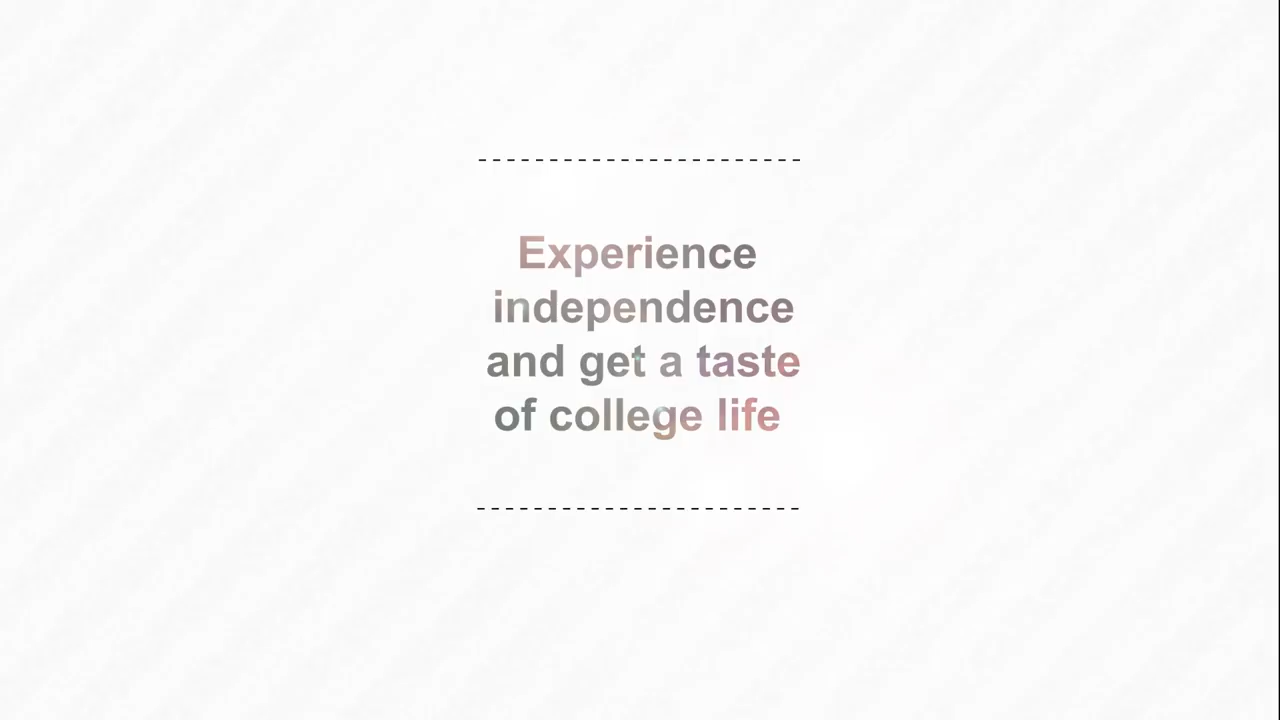 Experience
independence
and get a taste
of college life